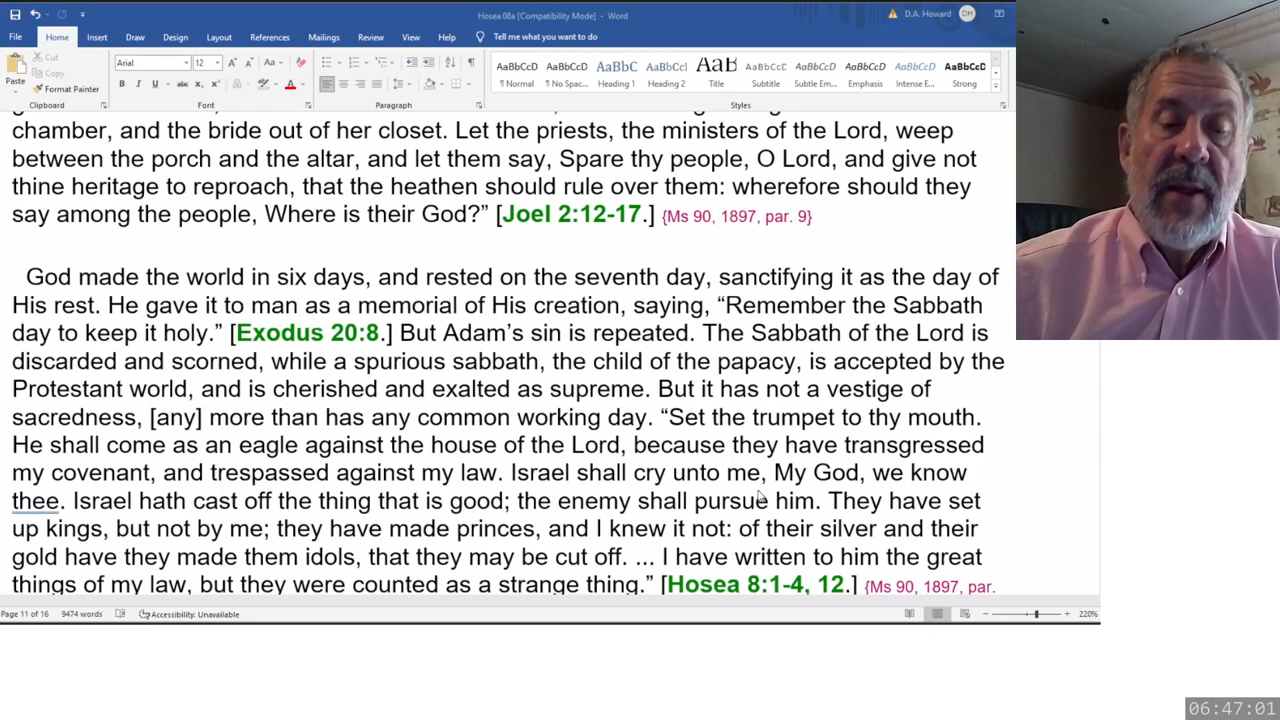 Hosea 08a [Compatibility Mode] - Word
D.A. Howard DH
File Home Insert Draw Design Layout References Mailings Review View Help Tell me what you want to do
Paste
Cut
Copy
Format Painter
Clipboard
Arial 12
Font
Paragraph
AaBbCcD AaBbCcD AaBbC AaBbCcl AaB AaBbCcD AaBbCcD AaBbCcD AaBbCcD AaBbCcD
¶ Normal ¶ No Spac... Heading 1 Heading 2 Title Subtitle Subtle Em... Emphasis Intense E... Strong
Styles
chamber, and the bride out of her closet. Let the priests, the ministers of the Lord, weep
between the porch and the altar, and let them say, Spare thy people, O Lord, and give not
thine heritage to reproach, that the heathen should rule over them: wherefore should they
say among the people, Where is their God?” [Joel 2:12-17.] {Ms 90, 1897, par. 9}
God made the world in six days, and rested on the seventh day, sanctifying it as the day of
His rest. He gave it to man as a memorial of His creation, saying, “Remember the Sabbath
day to keep it holy.” [Exodus 20:8.] But Adam’s sin is repeated. The Sabbath of the Lord is
discarded and scorned, while a spurious sabbath, the child of the papacy, is accepted by the
Protestant world, and is cherished and exalted as supreme. But it has not a vestige of
sacredness, [any] more than has any common working day. “Set the trumpet to thy mouth.
He shall come as an eagle against the house of the Lord, because they have transgressed
my covenant, and trespassed against my law. Israel shall cry unto me, My God, we know
thee. Israel hath cast off the thing that is good; the enemy shall pursue him. They have set
up kings, but not by me; they have made princes, and I knew it not: of their silver and their
gold have they made them idols, that they may be cut off. ... I have written to him the great
things of my law, but they were counted as a strange thing.” [Hosea 8:1-4, 12.] {Ms 90, 1897, par.
Page 11 of 16 9474 words Accessibility: Unavailable 220%
06:47:01